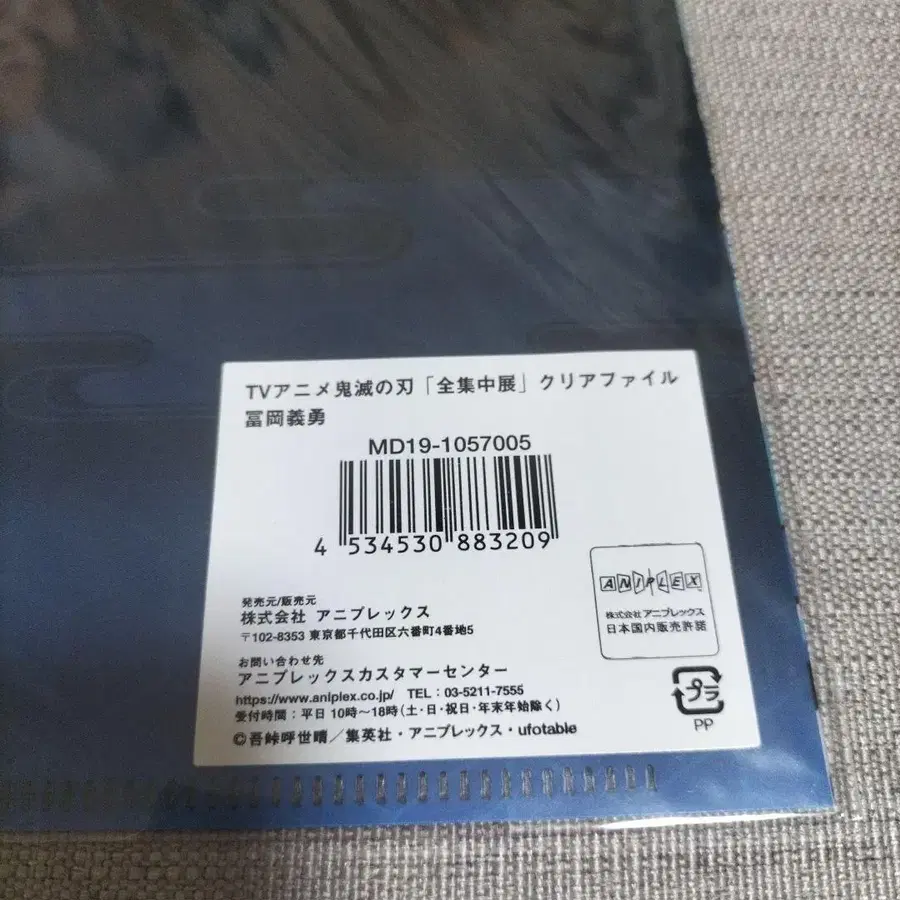 TVアニメ鬼滅の刃「全集中展」クリアファイル
冨岡義勇
MD19-1057005
4 534530 883209
発売元/販売元
株式会社 アニプレックス
〒102-8353 東京都千代田区六番町4番地5
お問い合わせ先
アニプレックスカスタマーセンター
https://www.aniplex.co.jp/ TEL：03-5211-7555
受付時間：平日 10時〜18時(土・日・祝日・年末年始除く)
©吾峠呼世晴／集英社・アニプレックス・ufotable
ANIPLEX
株式会社 アニプレックス
日本国内販売許諾
プラ
PP